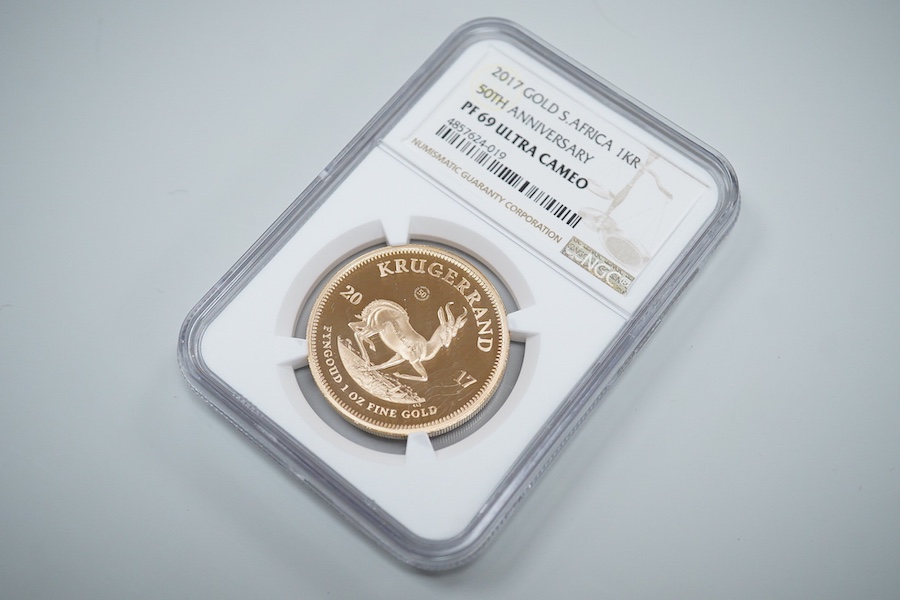 2017 GOLD S.AFRICA 1KR
50TH ANNIVERSARY
PF 69 ULTRA CAMEO
4857624-019
NUMISMATIC GUARANTY CORPORATION
NGC
KRUGERRAND
50
20
17
FYNGOUD 1 OZ FINE GOLD